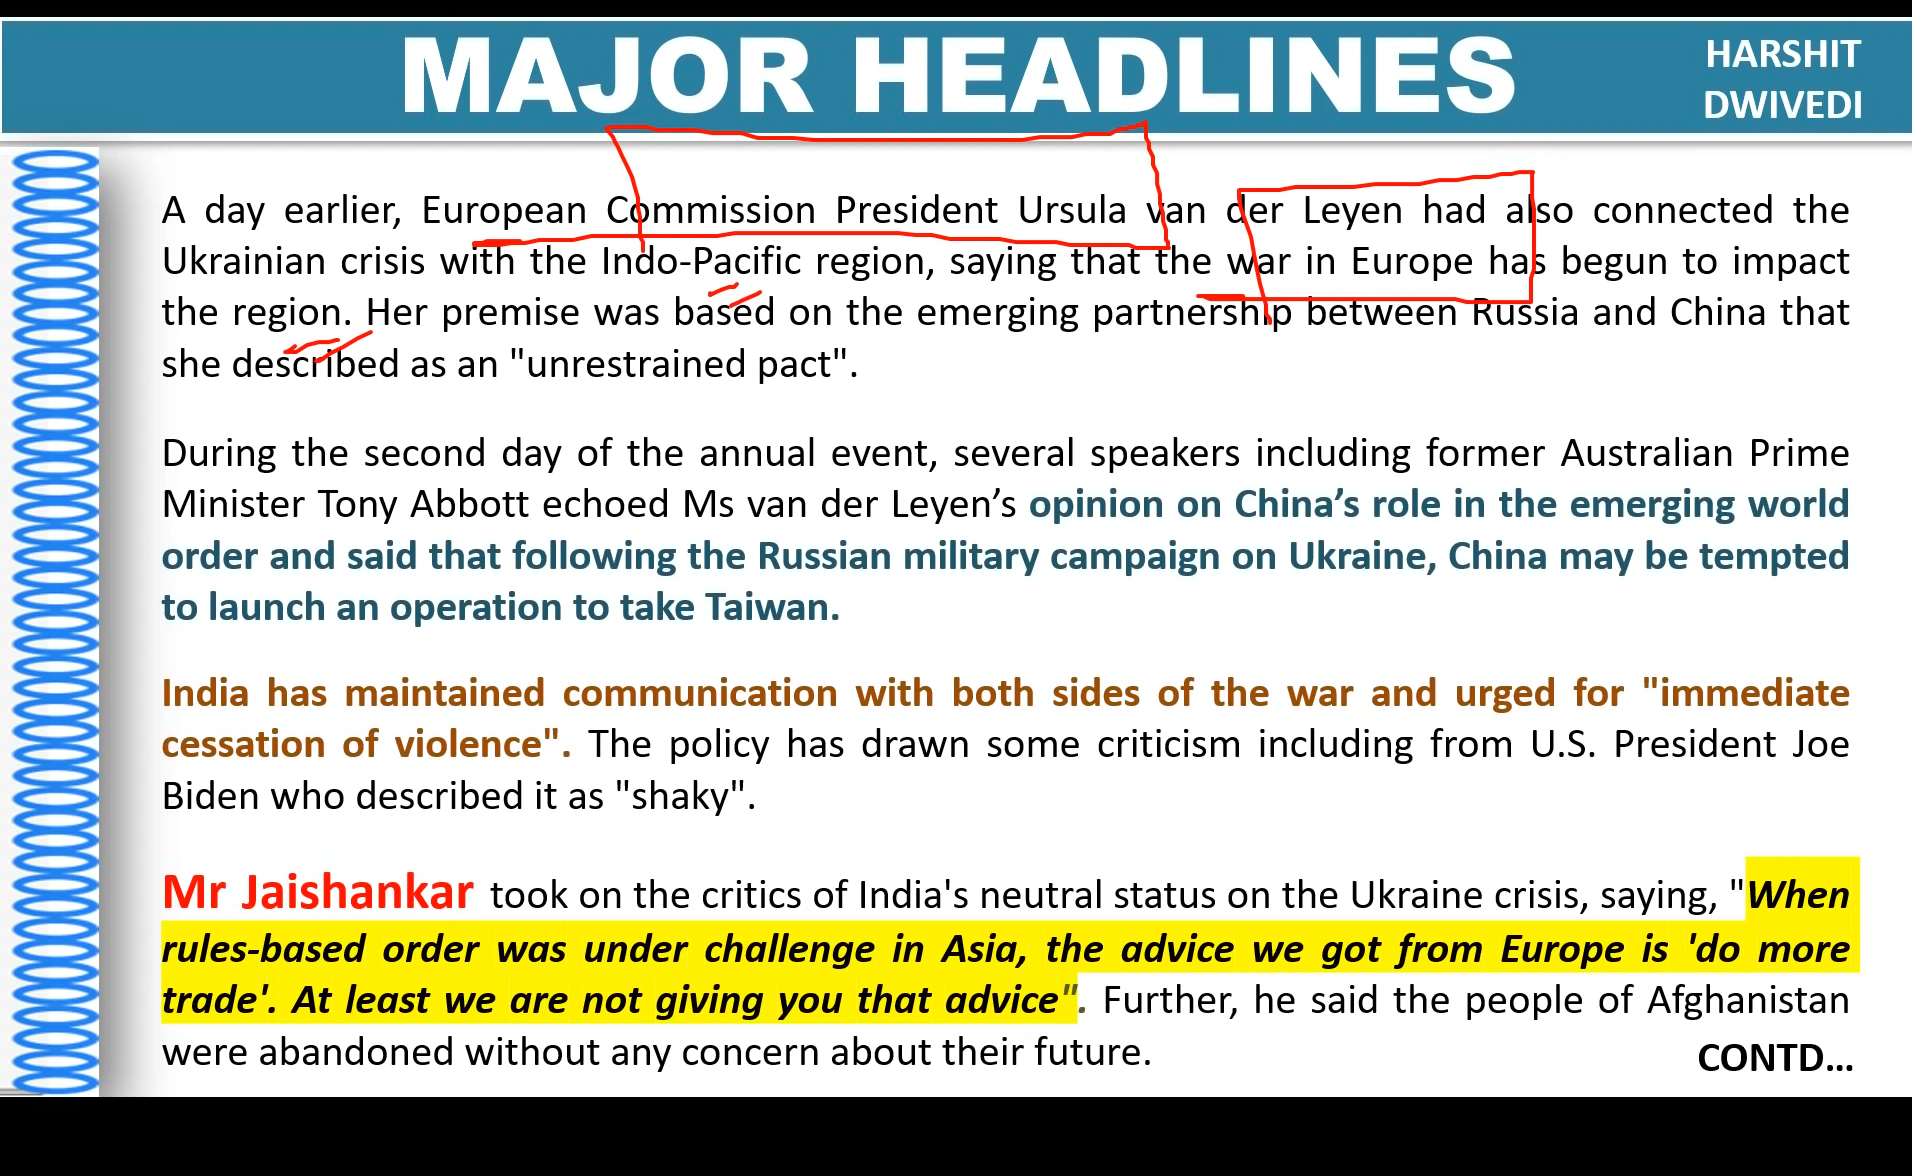 MAJOR HEADLINES
HARSHIT
DWIVEDI
A day earlier, European Commission President Ursula van der Leyen had also connected the
Ukrainian crisis with the Indo-Pacific region, saying that the war in Europe has begun to impact
the region. Her premise was based on the emerging partnership between Russia and China that
she described as an "unrestrained pact".
During the second day of the annual event, several speakers including former Australian Prime
Minister Tony Abbott echoed Ms van der Leyen’s opinion on China’s role in the emerging world
order and said that following the Russian military campaign on Ukraine, China may be tempted
to launch an operation to take Taiwan.
India has maintained communication with both sides of the war and urged for "immediate
cessation of violence". The policy has drawn some criticism including from U.S. President Joe
Biden who described it as "shaky".
Mr Jaishankar took on the critics of India's neutral status on the Ukraine crisis, saying, "When
rules-based order was under challenge in Asia, the advice we got from Europe is 'do more
trade'. At least we are not giving you that advice". Further, he said the people of Afghanistan
were abandoned without any concern about their future.
CONTD...